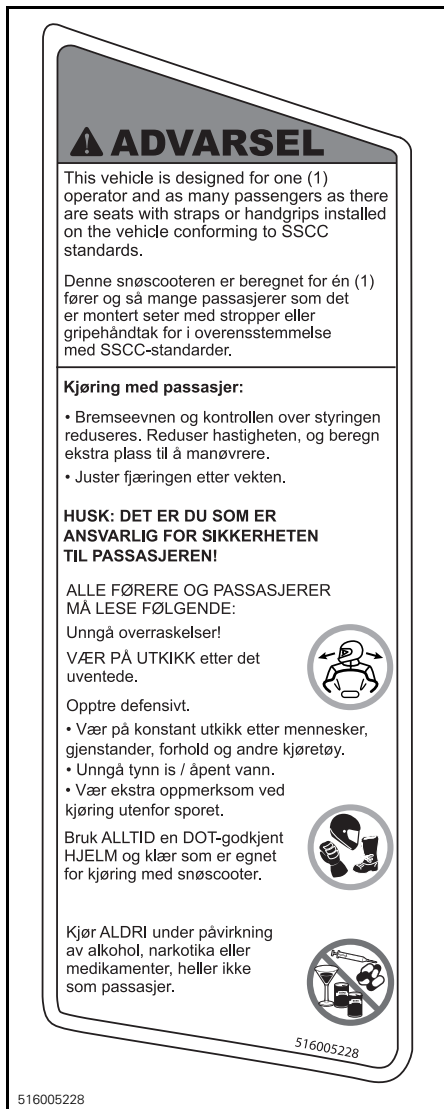 ADVARSEL
This vehicle is designed for one (1)
operator and as many passengers as there
are seats with straps or handgrips installed
on the vehicle conforming to SSCC
standards.
Denne snøscooteren er beregnet for én (1)
fører og så mange passasjerer som det
er montert seter med stropper eller
gripehåndtak for i overensstemmelse
med SSCC-standarder.
Kjøring med passasjer:
• Bremseevnen og kontrollen over styringen
reduseres. Reduser hastigheten, og beregn
ekstra plass til å manøvrere.
• Juster fjæringen etter vekten.
HUSK: DET ER DU SOM ER
ANSVARLIG FOR SIKKERHETEN
TIL PASSASJEREN!
ALLE FØRERE OG PASSASJERER
MÅ LESE FØLGENDE:
Unngå overraskelser!
VÆR PÅ UTKIKK etter det
uventede.
Opptre defensivt.
• Vær på konstant utkikk etter mennesker,
gjenstander, forhold og andre kjøretøy.
• Unngå tynn is / åpent vann.
• Vær ekstra oppmerksom ved
kjøring utenfor sporet.
Bruk ALLTID en DOT-godkjent
HJELM og klær som er egnet
for kjøring med snøscooter.
Kjør ALDRI under påvirkning
av alkohol, narkotika eller
medikamenter, heller ikke
som passasjer.
516005228
516005228